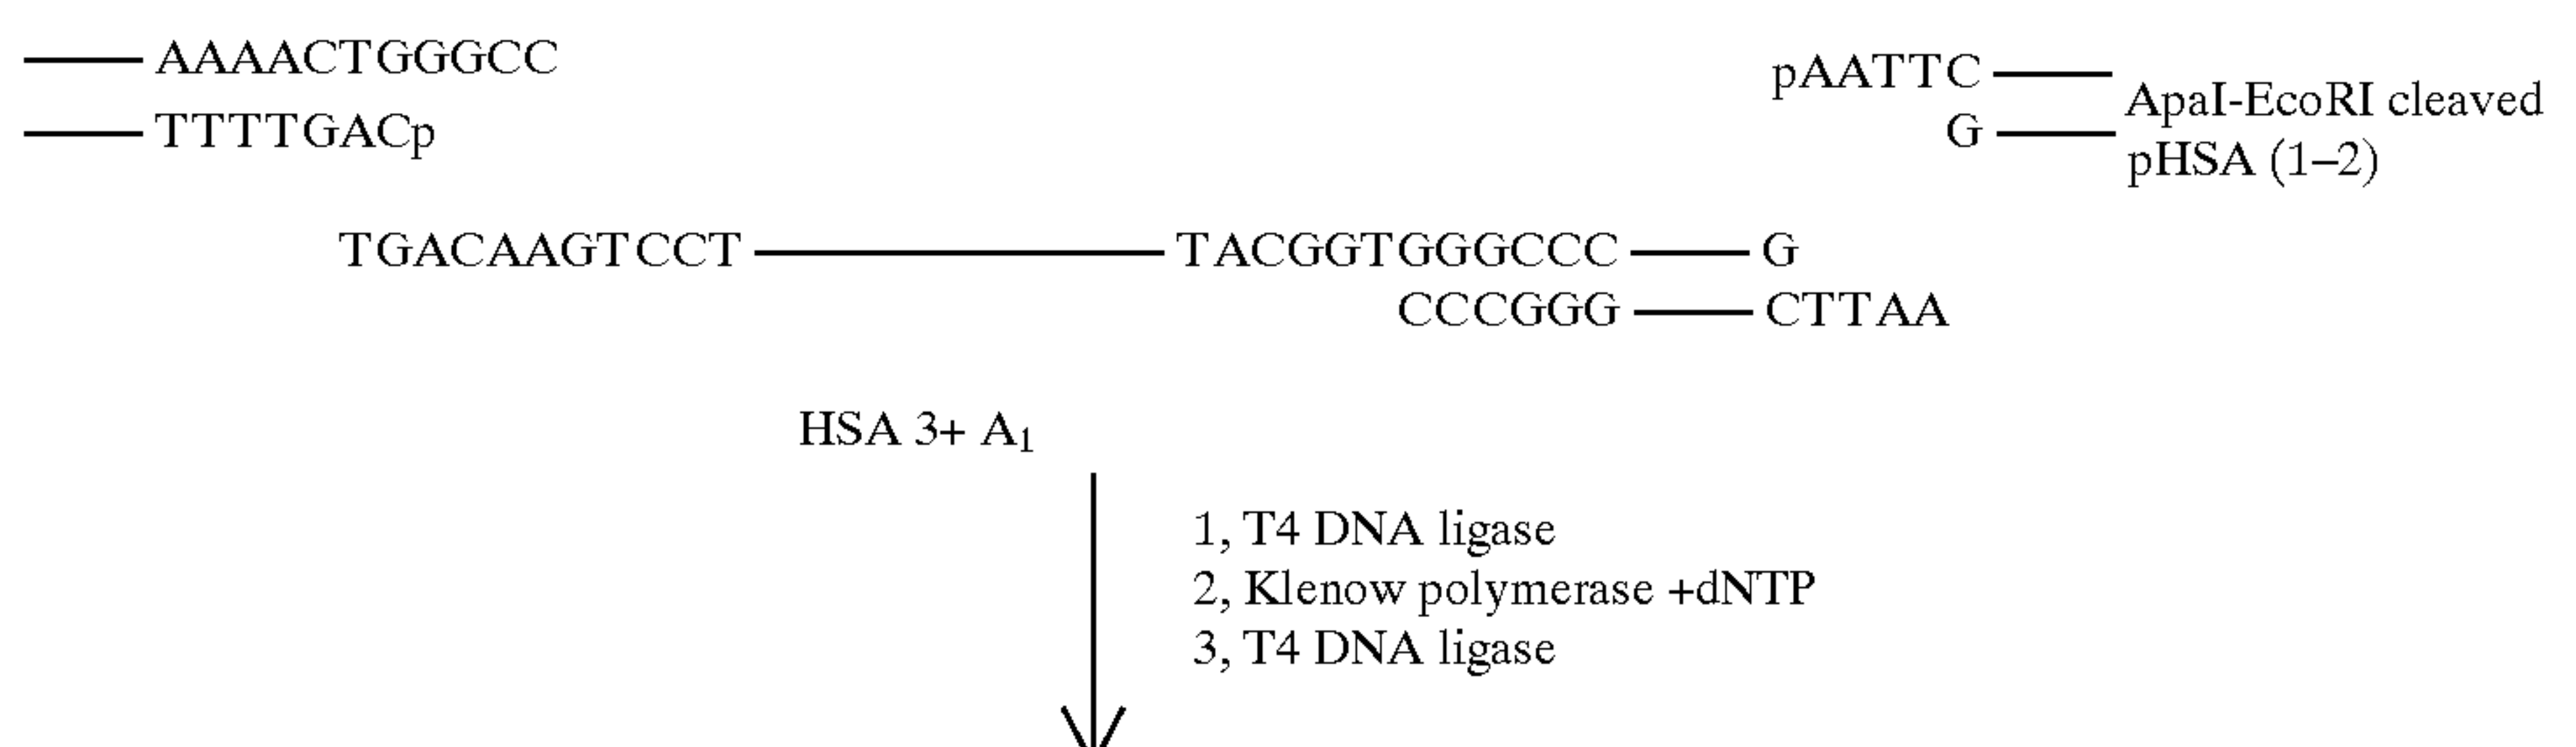 AAAACTGGGCC
TTTTGACp
pAATTC
G
ApaI-EcoRI cleaved
pHSA (1–2)
TGACAAGTCCT TACGGTGGGCCC G
CCCGGG CTTAA
HSA 3+ A₁
1, T4 DNA ligase
2, Klenow polymerase +dNTP
3, T4 DNA ligase